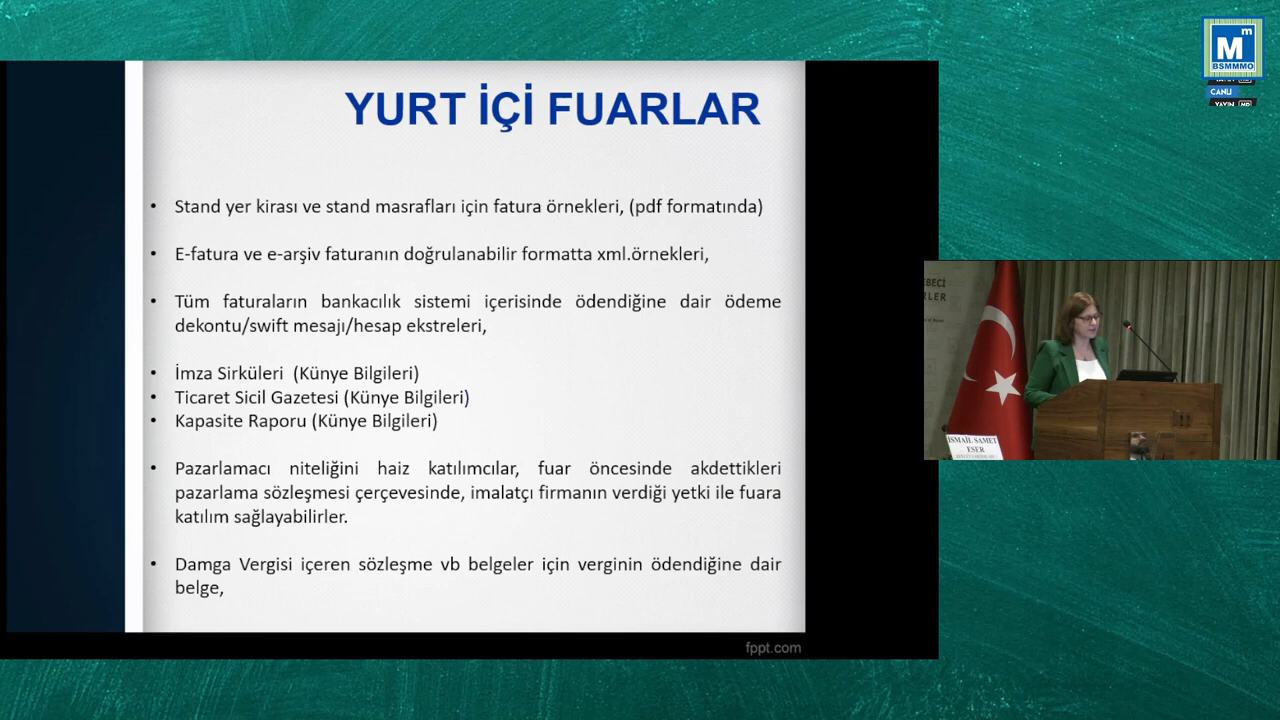 YURT İÇİ FUARLAR
• Stand yer kirası ve stand masrafları için fatura örnekleri, (pdf formatında)
• E-fatura ve e-arşiv faturanın doğrulanabilir formatta xml.örnekleri,
• Tüm faturaların bankacılık sistemi içerisinde ödendiğine dair ödeme
dekontu/swift mesajı/hesap ekstreleri,
• İmza Sirküleri (Künye Bilgileri)
• Ticaret Sicil Gazetesi (Künye Bilgileri)
• Kapasite Raporu (Künye Bilgileri)
• Pazarlamacı niteliğini haiz katılımcılar, fuar öncesinde akdettikleri
pazarlama sözleşmesi çerçevesinde, imalatçı firmanın verdiği yetki ile fuara
katılım sağlayabilirler.
• Damga Vergisi içeren sözleşme vb belgeler için verginin ödendiğine dair
belge,
fppt.com
Mm
BSMMMO
CANLI
YAYIN
İSMAİL SAMET
ESER